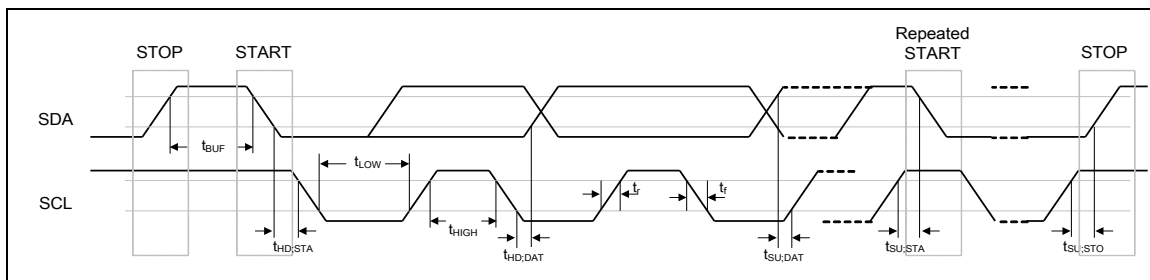 Repeated
STOP START START STOP
SDA
tBUF
tLOW
SCL
tr tf
tHIGH
tHD;STA tHD;DAT tSU;DAT tSU;STA tSU;STO